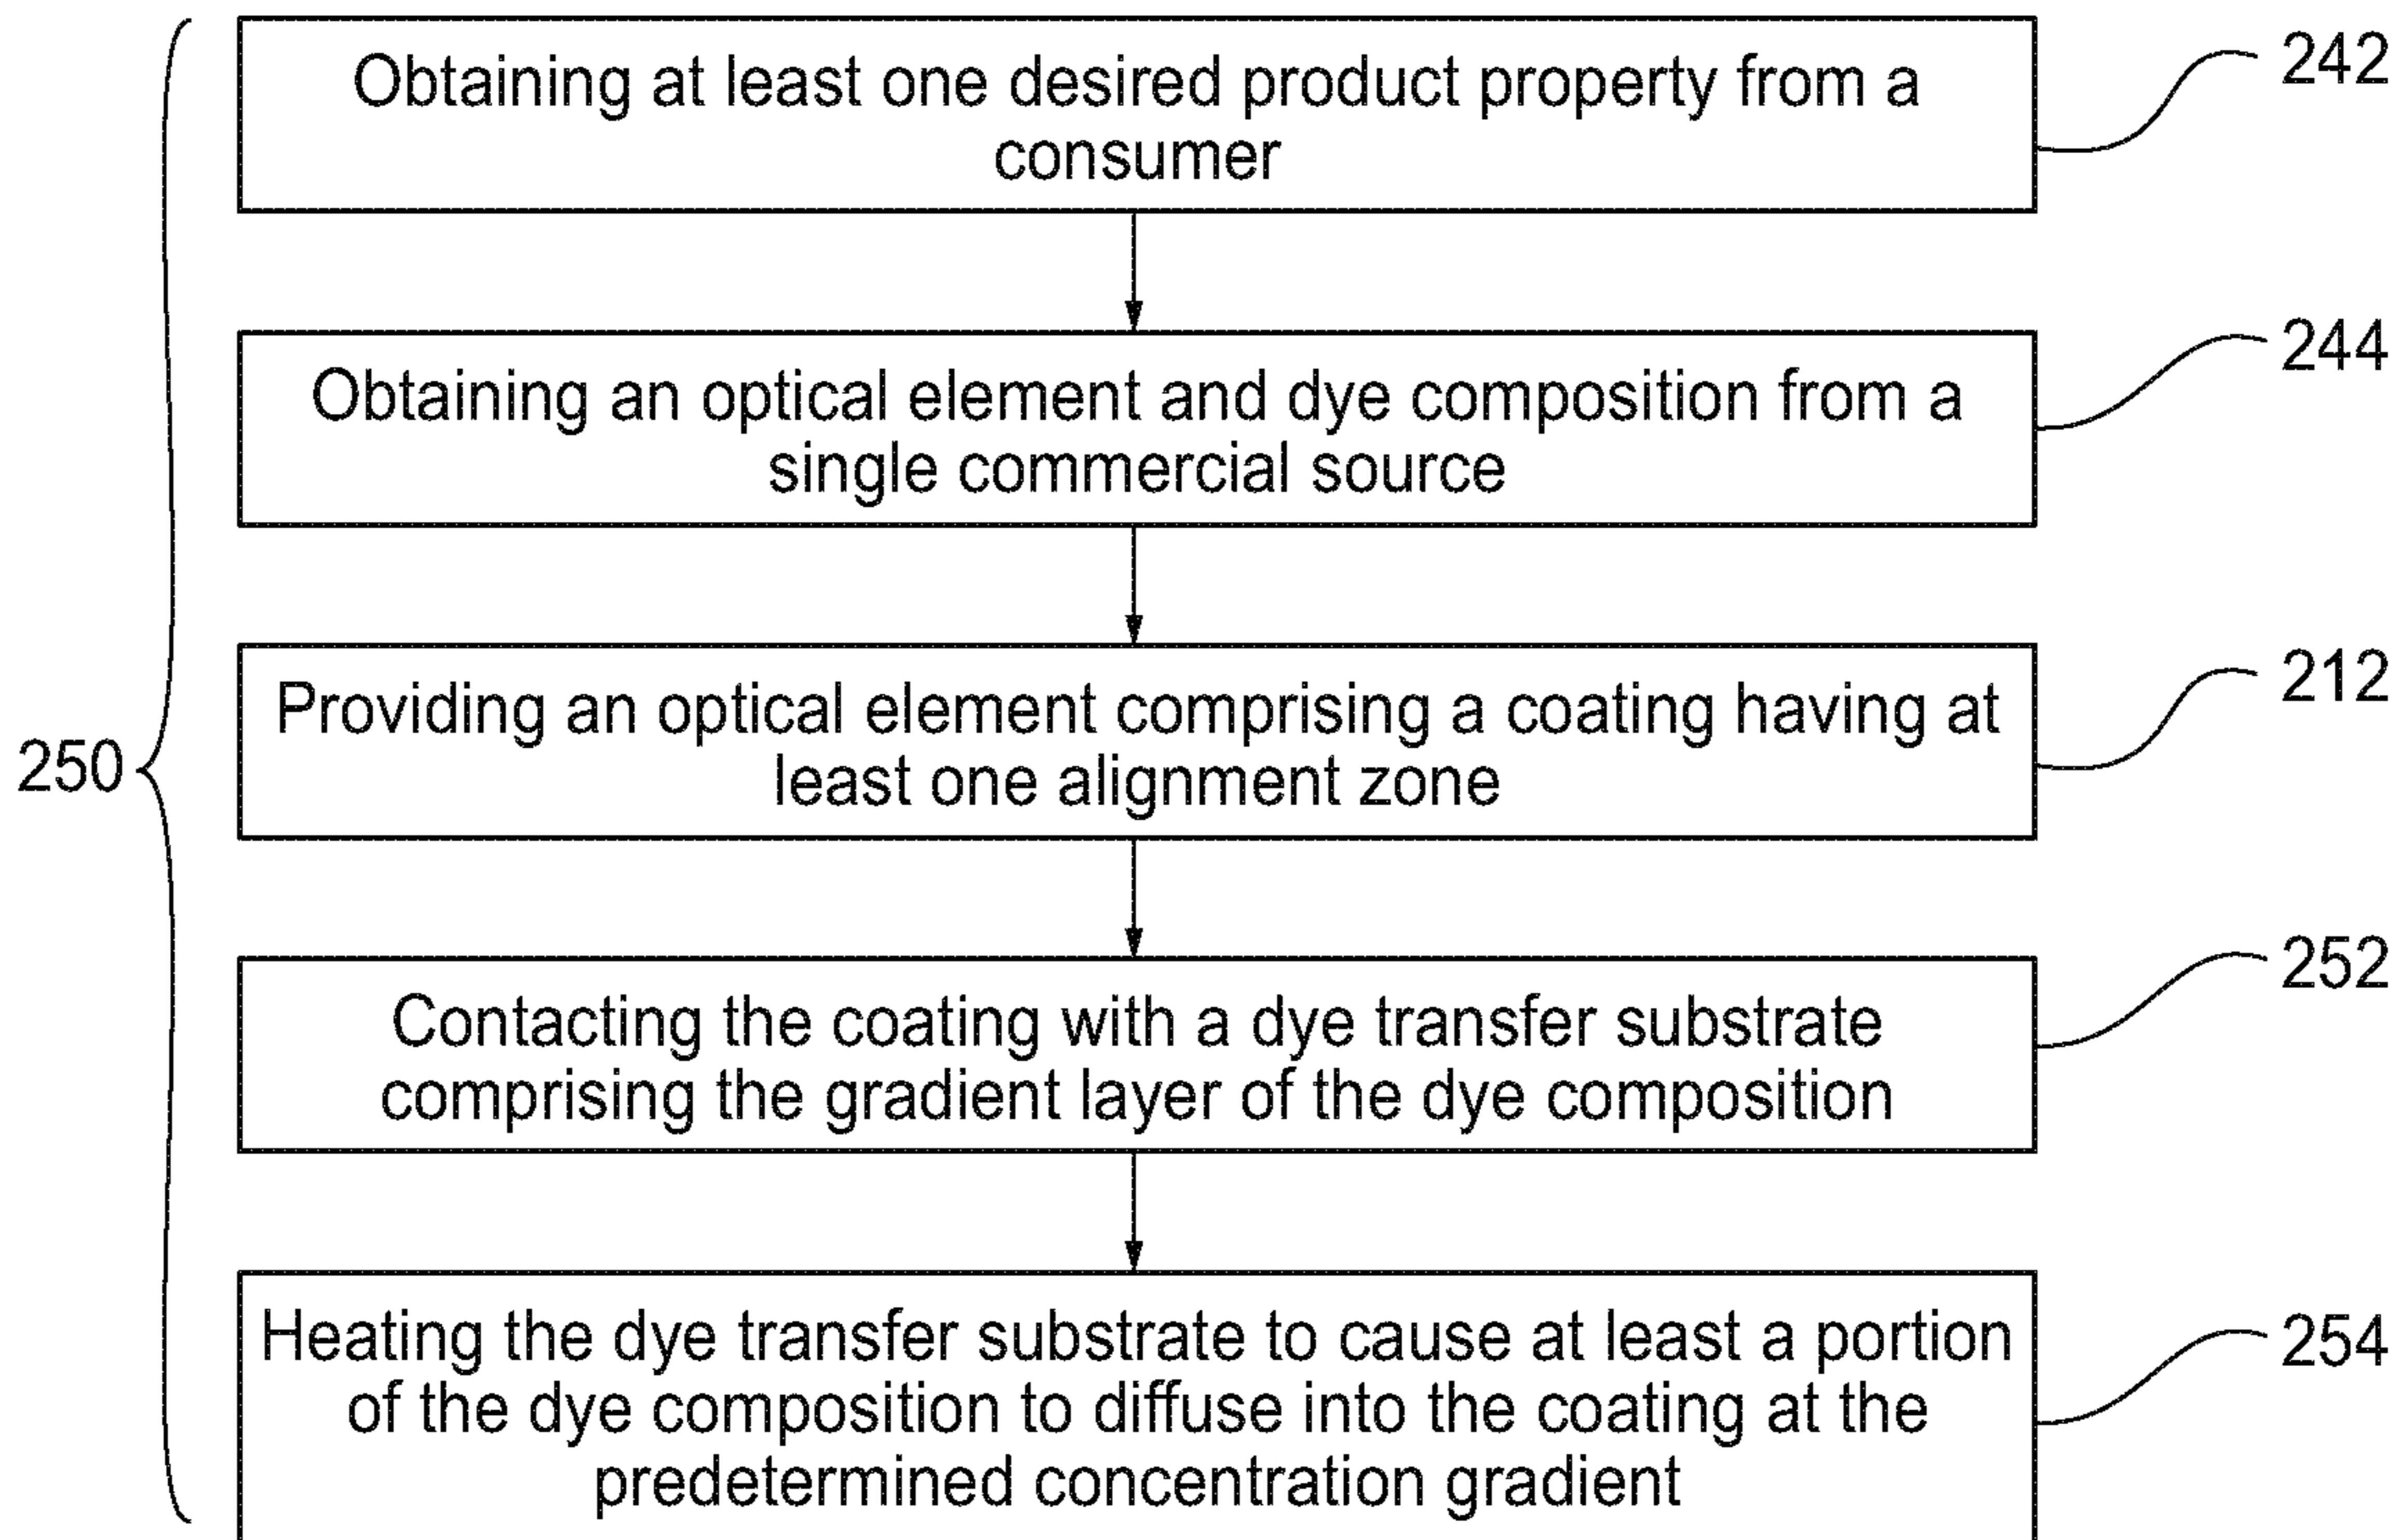 Obtaining at least one desired product property from a
consumer
242
Obtaining an optical element and dye composition from a
single commercial source
244
Providing an optical element comprising a coating having at
least one alignment zone
212
250
Contacting the coating with a dye transfer substrate
comprising the gradient layer of the dye composition
252
Heating the dye transfer substrate to cause at least a portion
of the dye composition to diffuse into the coating at the
predetermined concentration gradient
254